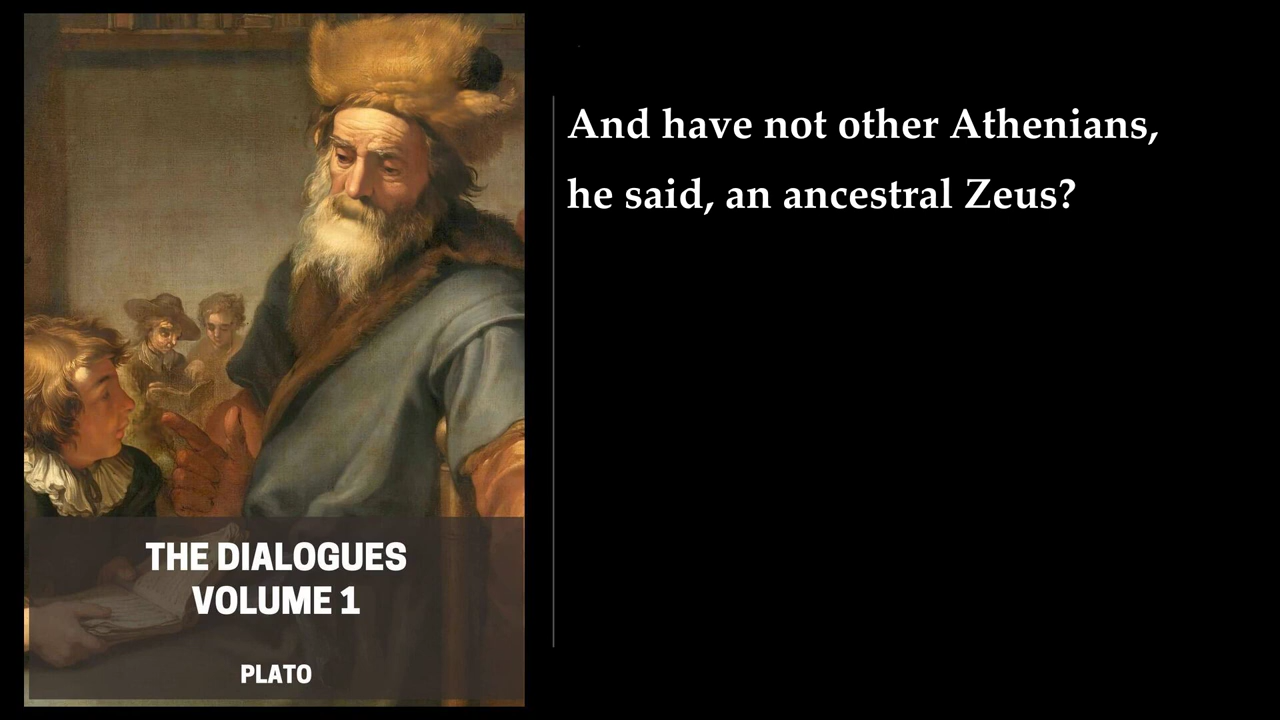 And have not other Athenians,
he said, an ancestral Zeus?
THE DIALOGUES
VOLUME 1
PLATO